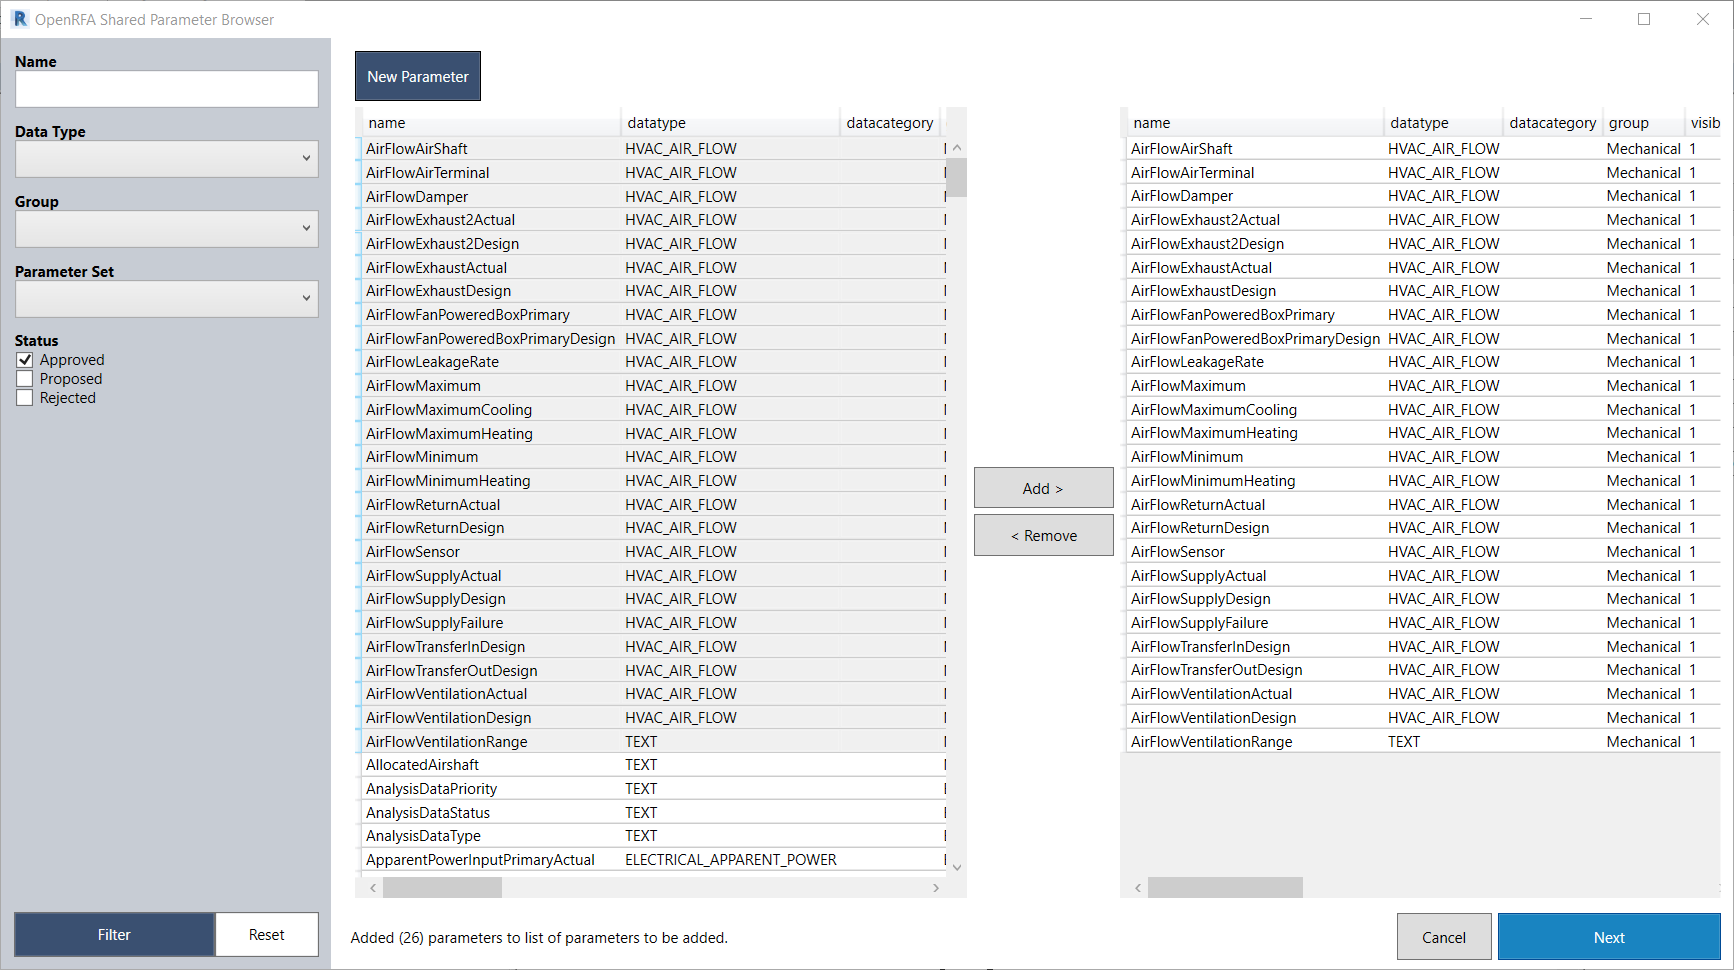 OpenRFA Shared Parameter Browser
Name
Data Type
Group
Parameter Set
Status
Approved
Proposed
Rejected
Filter Reset
New Parameter
name datatype datacategory
AirFlowAirShaft HVAC_AIR_FLOW
AirFlowAirTerminal HVAC_AIR_FLOW
AirFlowDamper HVAC_AIR_FLOW
AirFlowExhaust2Actual HVAC_AIR_FLOW
AirFlowExhaust2Design HVAC_AIR_FLOW
AirFlowExhaustActual HVAC_AIR_FLOW
AirFlowExhaustDesign HVAC_AIR_FLOW
AirFlowFanPoweredBoxPrimary HVAC_AIR_FLOW
AirFlowFanPoweredBoxPrimaryDesign HVAC_AIR_FLOW
AirFlowLeakageRate HVAC_AIR_FLOW
AirFlowMaximum HVAC_AIR_FLOW
AirFlowMaximumCooling HVAC_AIR_FLOW
AirFlowMaximumHeating HVAC_AIR_FLOW
AirFlowMinimum HVAC_AIR_FLOW
AirFlowMinimumHeating HVAC_AIR_FLOW
AirFlowReturnActual HVAC_AIR_FLOW
AirFlowReturnDesign HVAC_AIR_FLOW
AirFlowSensor HVAC_AIR_FLOW
AirFlowSupplyActual HVAC_AIR_FLOW
AirFlowSupplyDesign HVAC_AIR_FLOW
AirFlowSupplyFailure HVAC_AIR_FLOW
AirFlowTransferInDesign HVAC_AIR_FLOW
AirFlowTransferOutDesign HVAC_AIR_FLOW
AirFlowVentilationActual HVAC_AIR_FLOW
AirFlowVentilationDesign HVAC_AIR_FLOW
AirFlowVentilationRange TEXT
AllocatedAirshaft TEXT
AnalysisDataPriority TEXT
AnalysisDataStatus TEXT
AnalysisDataType TEXT
ApparentPowerInputPrimaryActual ELECTRICAL_APPARENT_POWER
Add >
< Remove
name datatype datacategory group visib
AirFlowAirShaft HVAC_AIR_FLOW Mechanical 1
AirFlowAirTerminal HVAC_AIR_FLOW Mechanical 1
AirFlowDamper HVAC_AIR_FLOW Mechanical 1
AirFlowExhaust2Actual HVAC_AIR_FLOW Mechanical 1
AirFlowExhaust2Design HVAC_AIR_FLOW Mechanical 1
AirFlowExhaustActual HVAC_AIR_FLOW Mechanical 1
AirFlowExhaustDesign HVAC_AIR_FLOW Mechanical 1
AirFlowFanPoweredBoxPrimary HVAC_AIR_FLOW Mechanical 1
AirFlowFanPoweredBoxPrimaryDesign HVAC_AIR_FLOW Mechanical 1
AirFlowLeakageRate HVAC_AIR_FLOW Mechanical 1
AirFlowMaximum HVAC_AIR_FLOW Mechanical 1
AirFlowMaximumCooling HVAC_AIR_FLOW Mechanical 1
AirFlowMaximumHeating HVAC_AIR_FLOW Mechanical 1
AirFlowMinimum HVAC_AIR_FLOW Mechanical 1
AirFlowMinimumHeating HVAC_AIR_FLOW Mechanical 1
AirFlowReturnActual HVAC_AIR_FLOW Mechanical 1
AirFlowReturnDesign HVAC_AIR_FLOW Mechanical 1
AirFlowSensor HVAC_AIR_FLOW Mechanical 1
AirFlowSupplyActual HVAC_AIR_FLOW Mechanical 1
AirFlowSupplyDesign HVAC_AIR_FLOW Mechanical 1
AirFlowSupplyFailure HVAC_AIR_FLOW Mechanical 1
AirFlowTransferInDesign HVAC_AIR_FLOW Mechanical 1
AirFlowTransferOutDesign HVAC_AIR_FLOW Mechanical 1
AirFlowVentilationActual HVAC_AIR_FLOW Mechanical 1
AirFlowVentilationDesign HVAC_AIR_FLOW Mechanical 1
AirFlowVentilationRange TEXT Mechanical 1
Added (26) parameters to list of parameters to be added.
Cancel Next